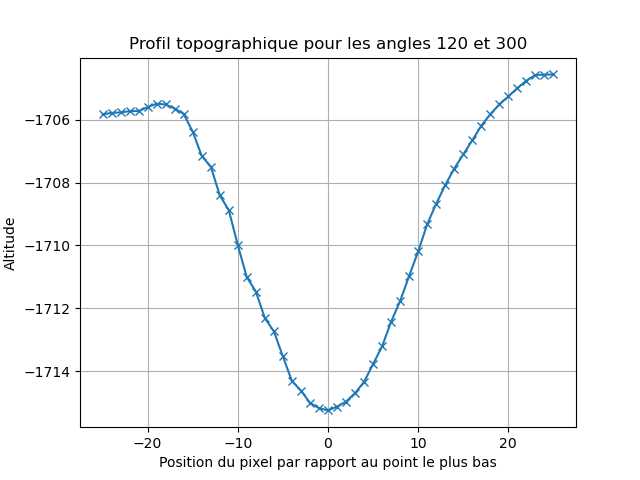 Profil topographique pour les angles 120 et 300
Altitude
−1706
−1708
−1710
−1712
−1714
−20 −10 0 10 20
Position du pixel par rapport au point le plus bas